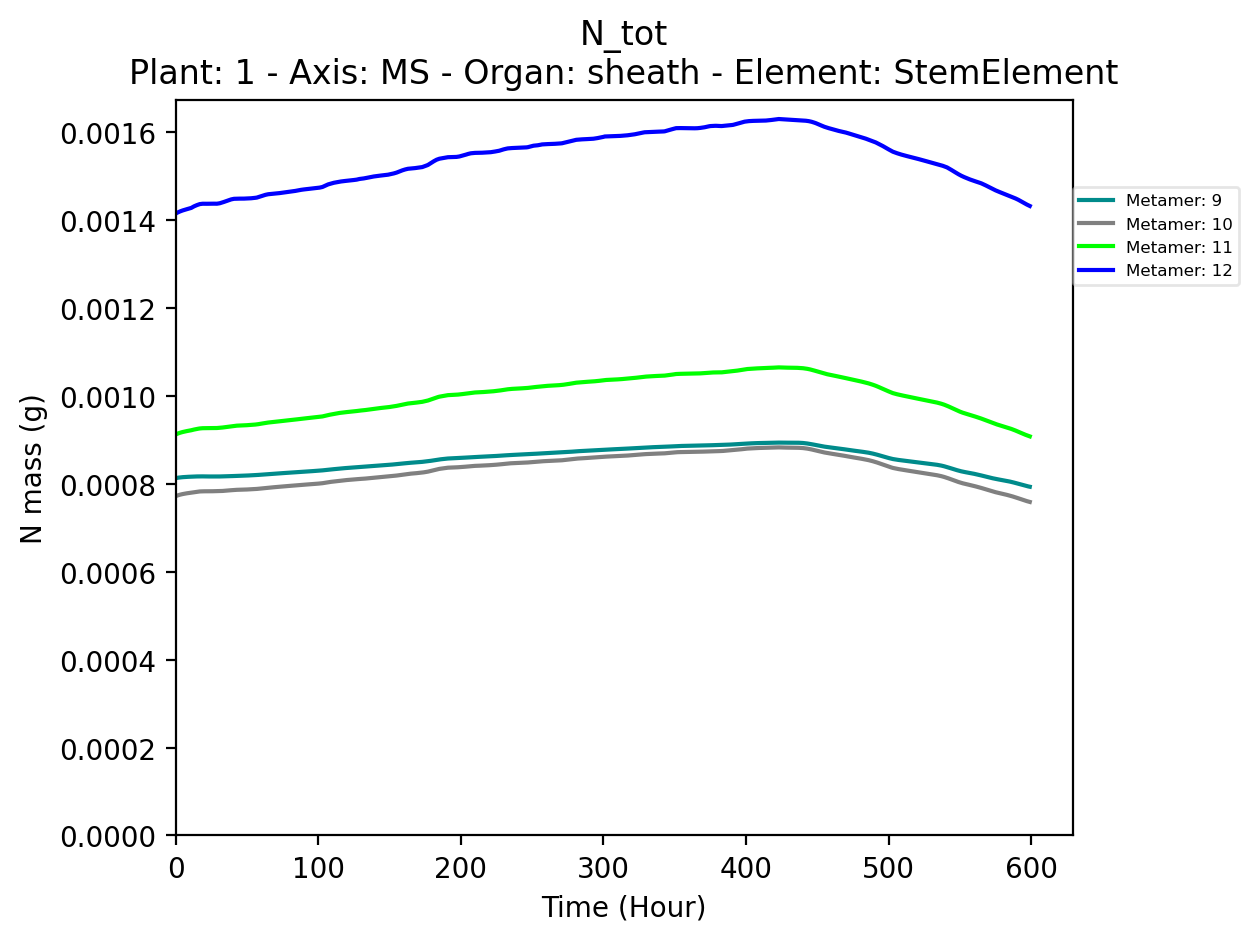 N_tot
Plant: 1 - Axis: MS - Organ: sheath - Element: StemElement
0.0016
0.0014
0.0012
0.0010
0.0008
0.0006
0.0004
0.0002
0.0000
N mass (g)
0 100 200 300 400 500 600
Time (Hour)
Metamer: 9
Metamer: 10
Metamer: 11
Metamer: 12